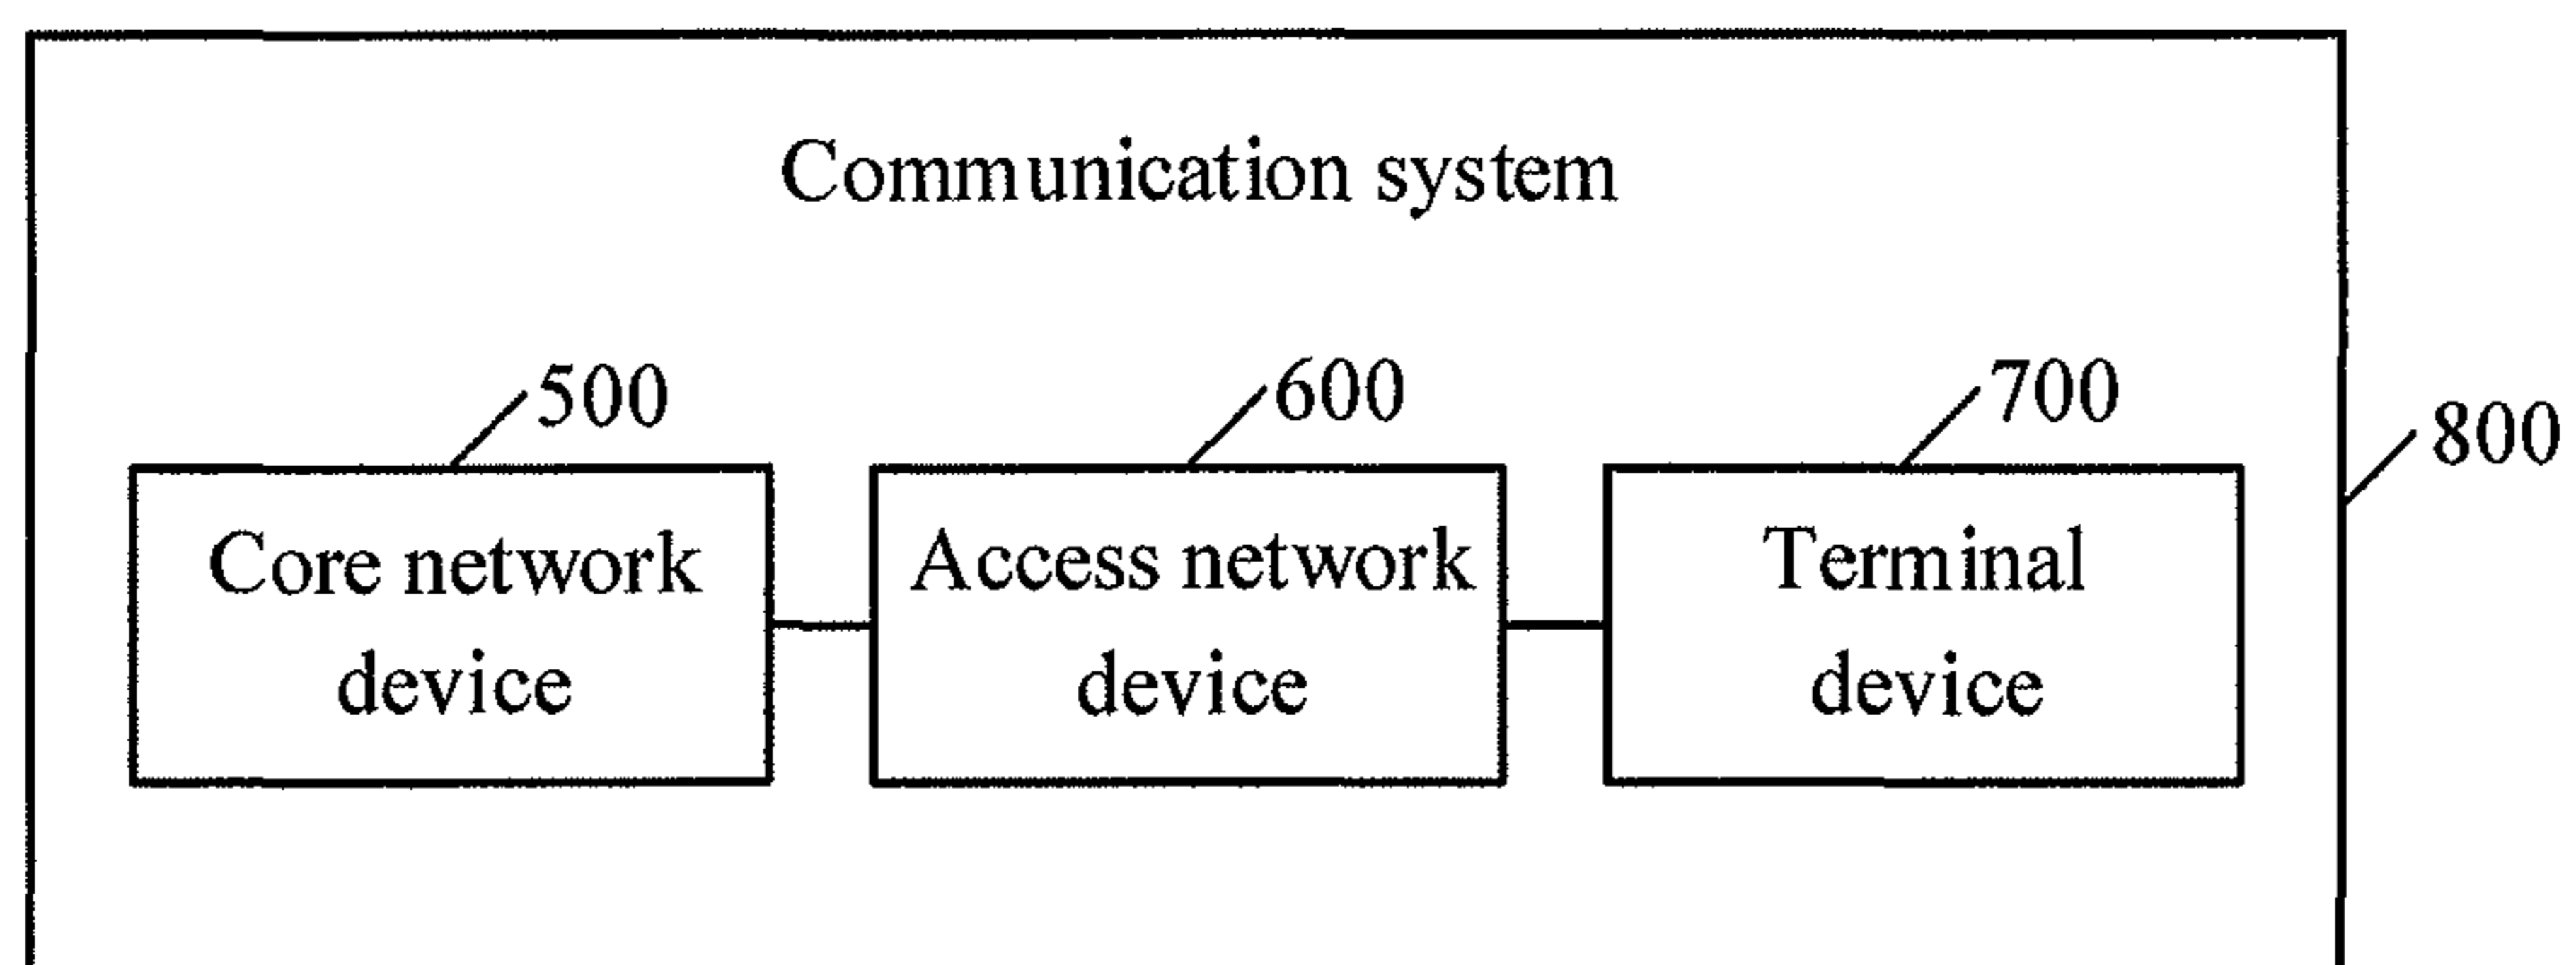 Communication system
500
600
700
800
Core network
device
Access network
device
Terminal
device